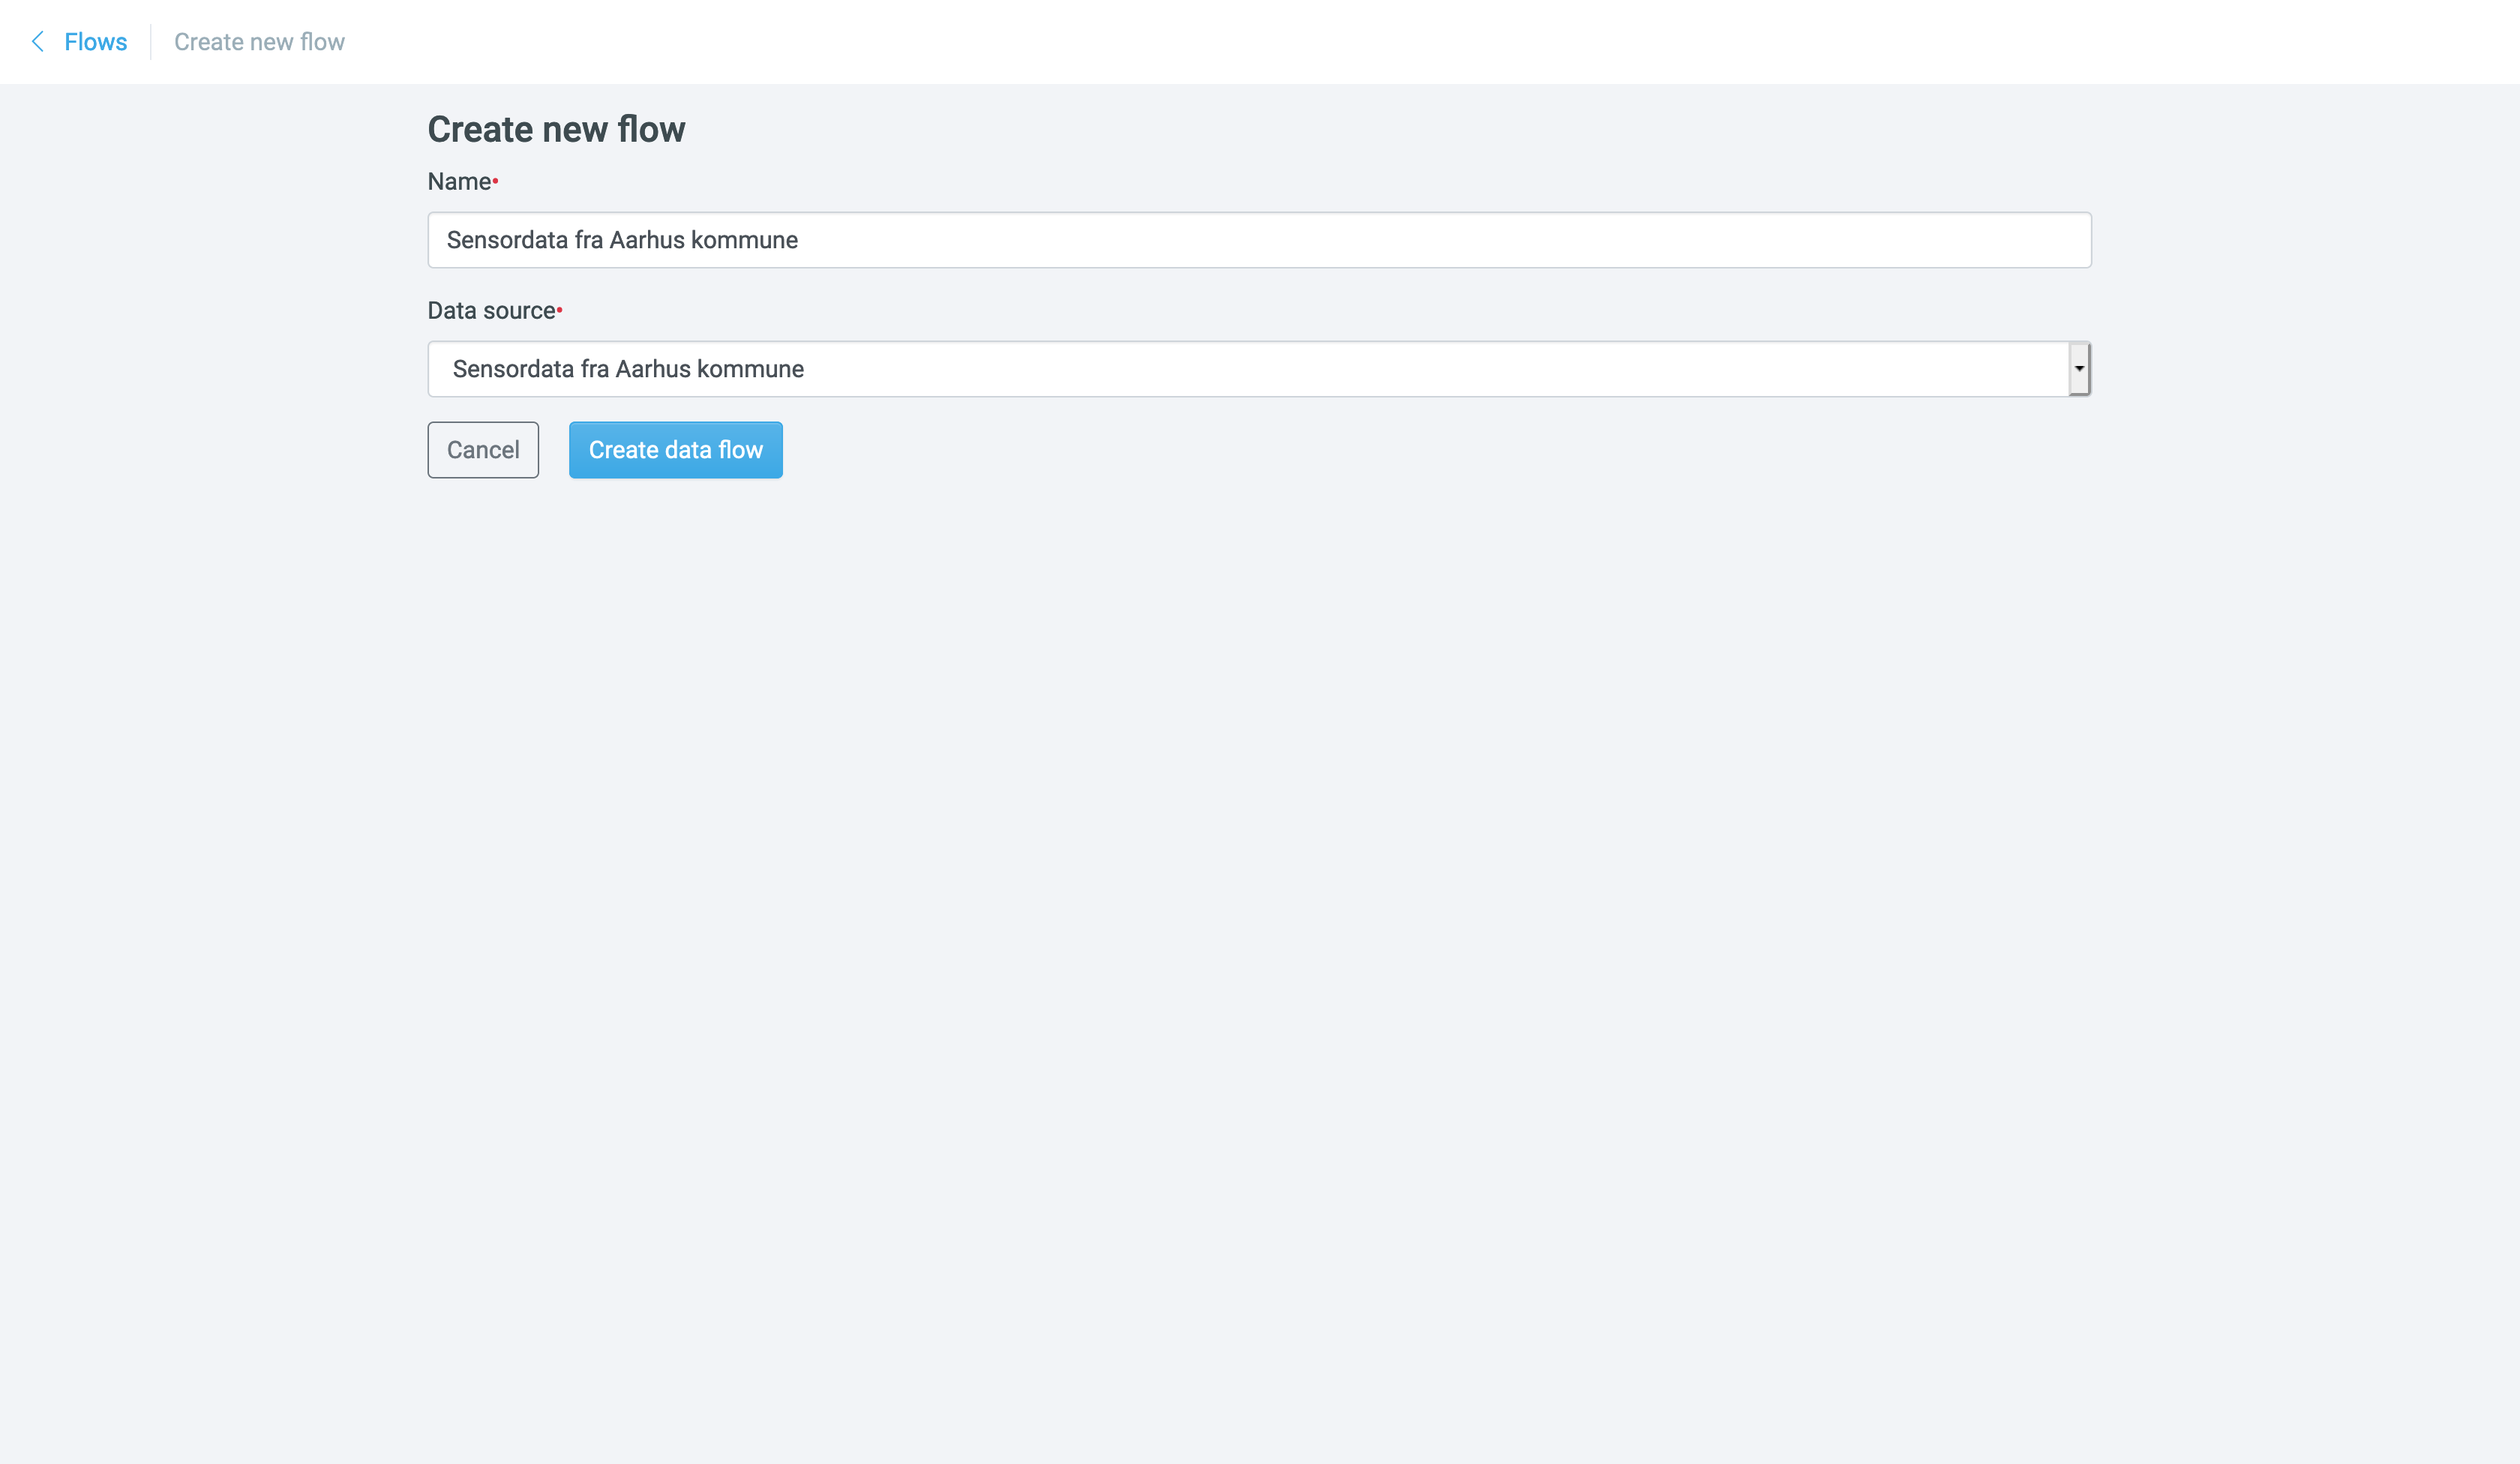 Flows Create new flow
Create new flow
Name•
Sensordata fra Aarhus kommune
Data source•
Sensordata fra Aarhus kommune
Cancel Create data flow